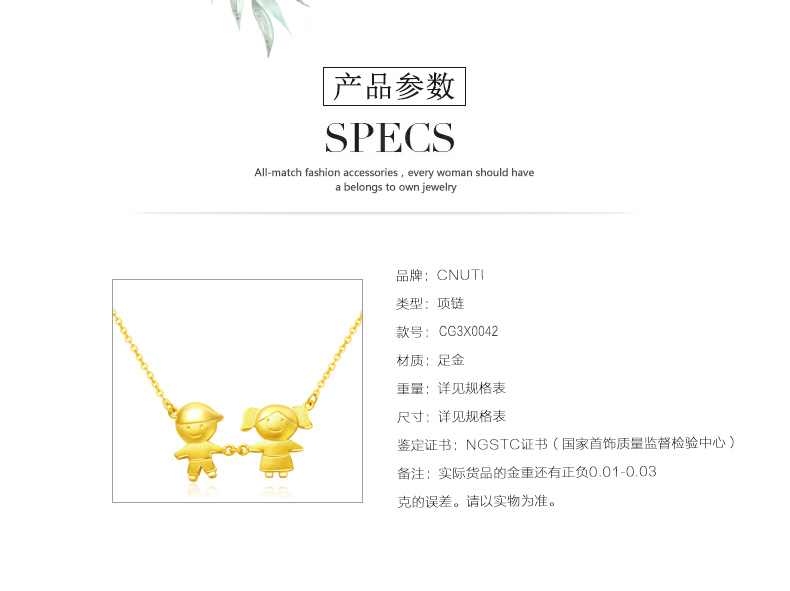 产品参数
SPECS
All-match fashion accessories , every woman should have
a belongs to own jewelry
品牌：CNUTI
类型：项链
款号：CG3X0042
材质：足金
重量：详见规格表
尺寸：详见规格表
鉴定证书：NGSTC证书（国家首饰质量监督检验中心）
备注：实际货品的金重还有正负0.01-0.03
克的误差。请以实物为准。